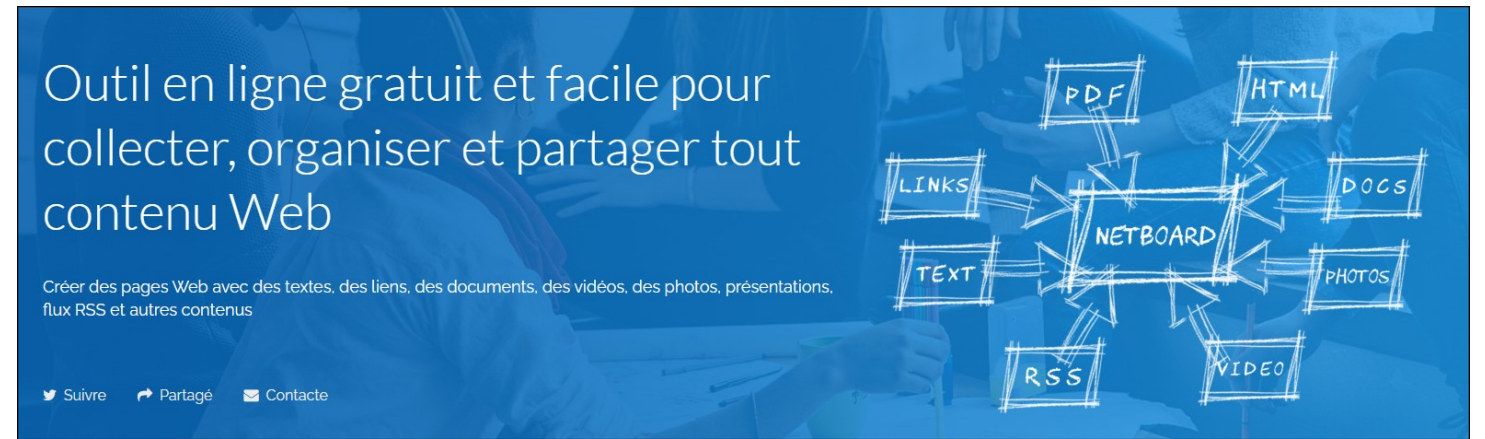 Outil en ligne gratuit et facile pour
collecter, organiser et partager tout
contenu Web
Créer des pages Web avec des textes, des liens, des documents, des vidéos, des photos, présentations,
flux RSS et autres contenus
Suivre Partagé Contacte
PDF HTML
LINKS DOCS
NETBOARD
TEXT PHOTOS
RSS VIDEO